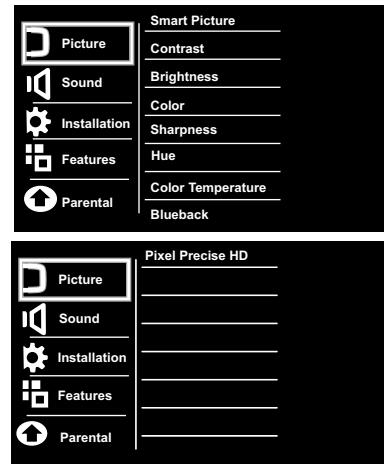 Smart Picture
Picture
Contrast
Brightness
Sound
Color
Installation
Sharpness
Features
Hue
Color Temperature
Parental
Blueback
Pixel Precise HD
Picture
Sound
Installation
Features
Parental